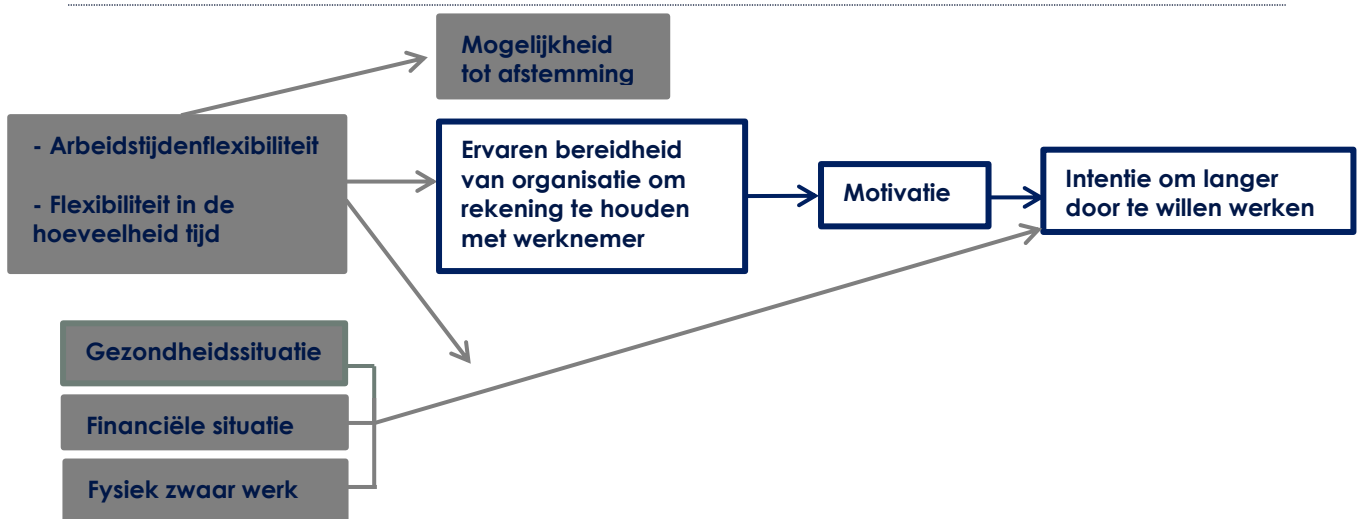 Mogelijkheid
tot afstemming
- Arbeidstijdenflexibiliteit
- Flexibiliteit in de
hoeveelheid tijd
Ervaren bereidheid
van organisatie om
rekening te houden
met werknemer
Motivatie
Intentie om langer
door te willen werken
Gezondheidssituatie
Financiële situatie
Fysiek zwaar werk